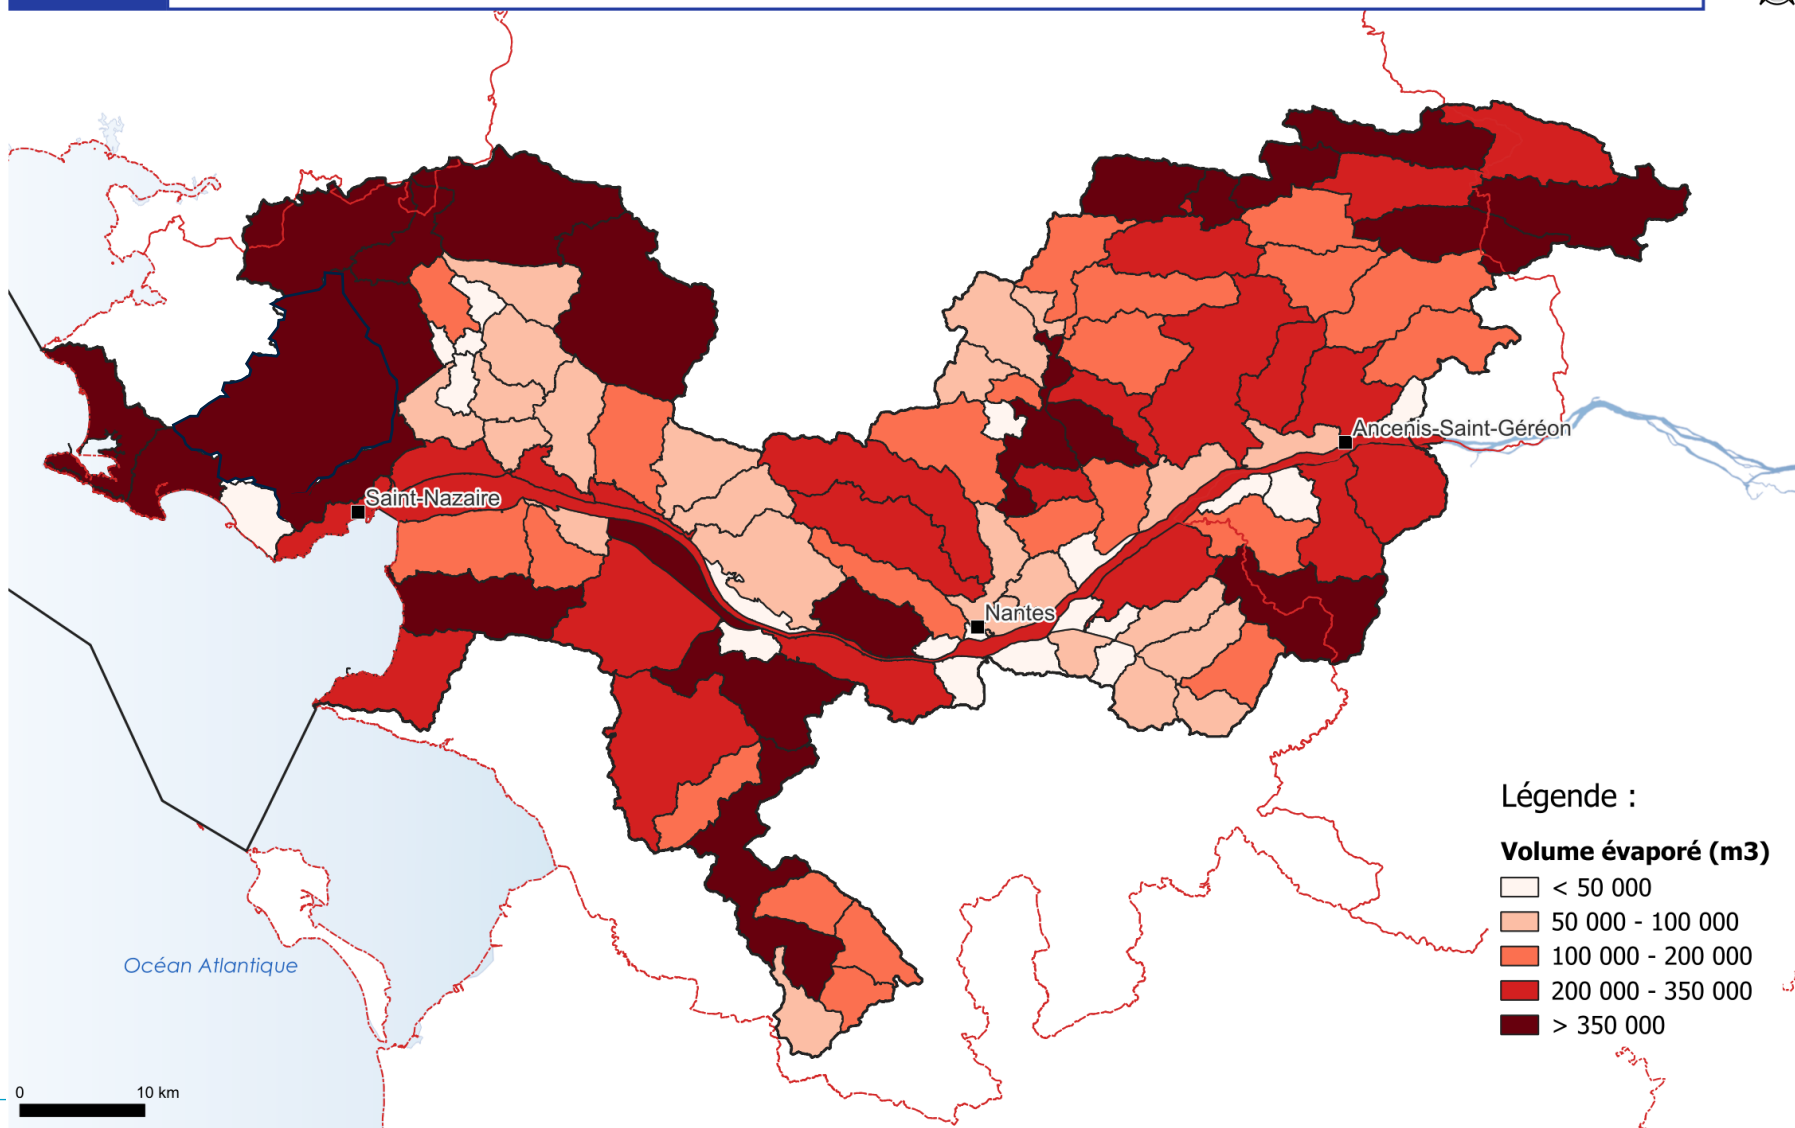 Ancenis-Saint-Géréon
Saint-Nazaire
Nantes
Légende :
Volume évaporé (m3)
< 50 000
50 000 - 100 000
100 000 - 200 000
200 000 - 350 000
> 350 000
Océan Atlantique
0 10 km